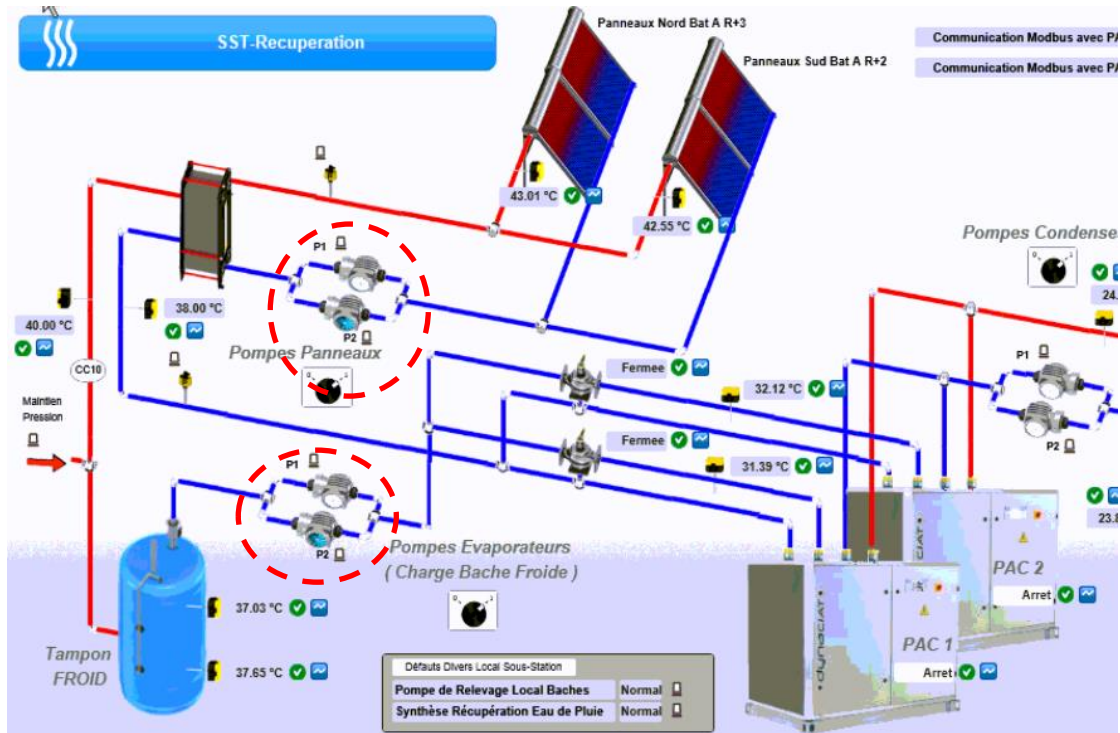 SST-Recuperation
Panneaux Nord Bat A R+3
Panneaux Sud Bat A R+2
Communication Modbus avec PA
Communication Modbus avec PA
43.01 °C
42.55 °C
P1
P2
Pompes Panneaux
38.00 °C
40.00 °C
CC10
Maintien
Pression
Pompes Condense
24.
P1
P2
23.8
Fermee
32.12 °C
Fermee
31.39 °C
P1
P2
Pompes Evaporateurs
( Charge Bache Froide )
37.03 °C
37.65 °C
Tampon
FROID
PAC 2
Arret
PAC 1
Arret
dynaCIAT
Défauts Divers Local Sous-Station
Pompe de Relevage Local Baches Normal
Synthèse Récupération Eau de Pluie Normal